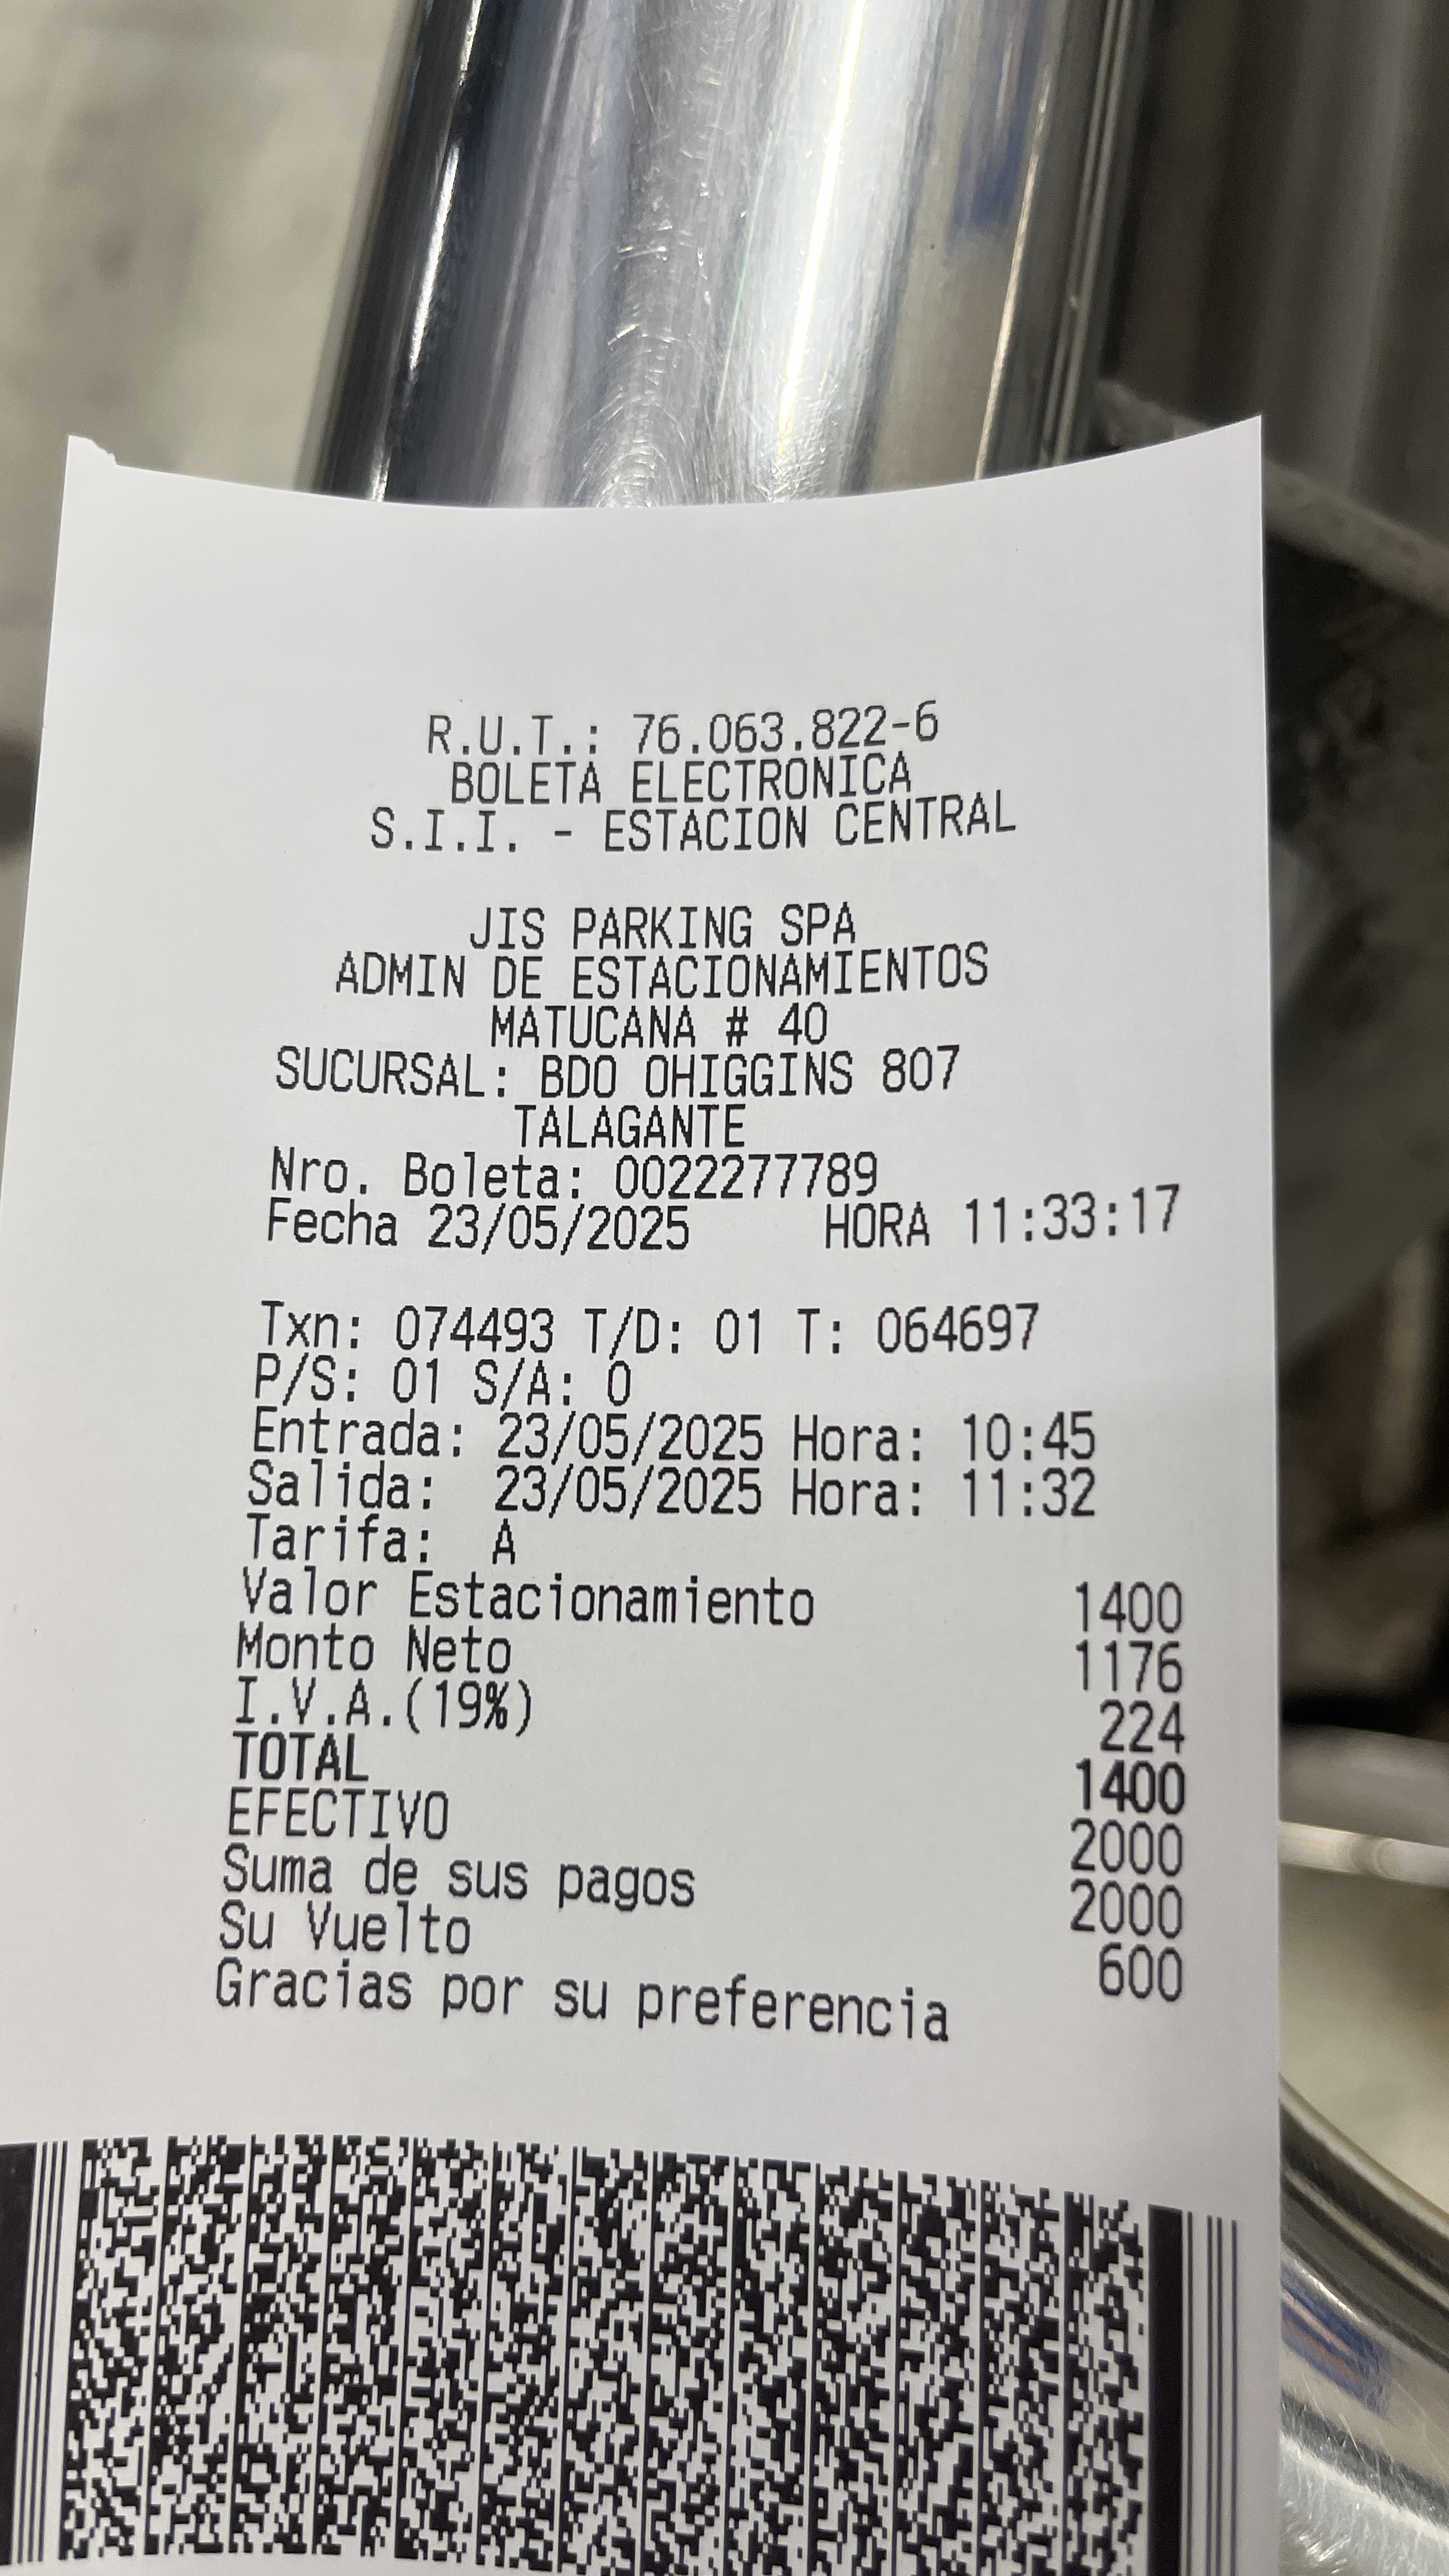 R.U.T.: 76.063.822-6
BOLETA ELECTRONICA
S.I.I. - ESTACION CENTRAL
JIS PARKING SPA
ADMIN DE ESTACIONAMIENTOS
MATUCANA # 40
SUCURSAL: BDO OHIGGINS 807
TALAGANTE
Nro. Boleta: 0022277789
Fecha 23/05/2025 HORA 11:33:17
Txn: 074493 T/D: 01 T: 064697
P/S: 01 S/A: 0
Entrada: 23/05/2025 Hora: 10:45
Salida: 23/05/2025 Hora: 11:32
Tarifa: A
Valor Estacionamiento 1400
Monto Neto 1176
I.V.A.(19%) 224
TOTAL 1400
EFECTIVO 2000
Suma de sus pagos 2000
Su Vuelto 600
Gracias por su preferencia